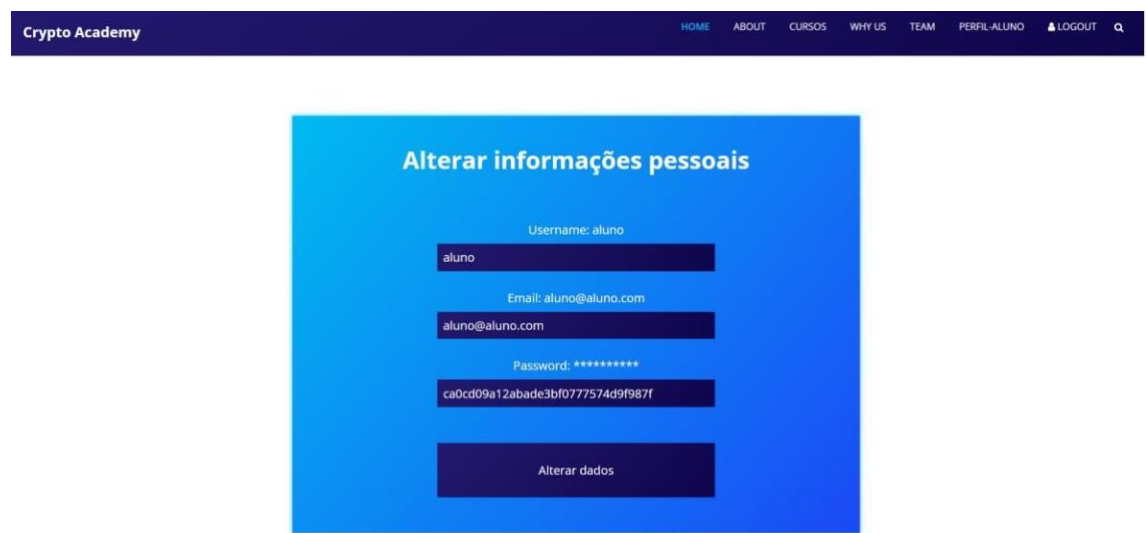 Crypto Academy
HOME ABOUT CURSOS WHY US TEAM PERFIL-ALUNO LOGOUT
Alterar informações pessoais
Username: aluno
aluno
Email: aluno@aluno.com
aluno@aluno.com
Password: **********
ca0cd09a12abade3bf0777574d9f987f
Alterar dados